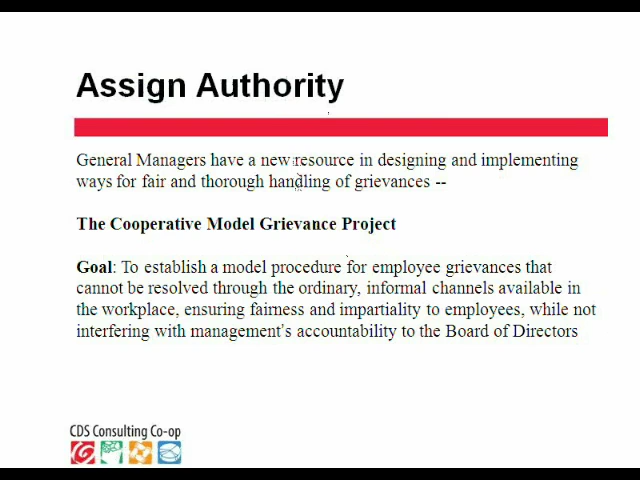 Assign Authority
General Managers have a new resource in designing and implementing
ways for fair and thorough handling of grievances --
The Cooperative Model Grievance Project
Goal: To establish a model procedure for employee grievances that
cannot be resolved through the ordinary, informal channels available in
the workplace, ensuring fairness and impartiality to employees, while not
interfering with management's accountability to the Board of Directors
CDS Consulting Co-op